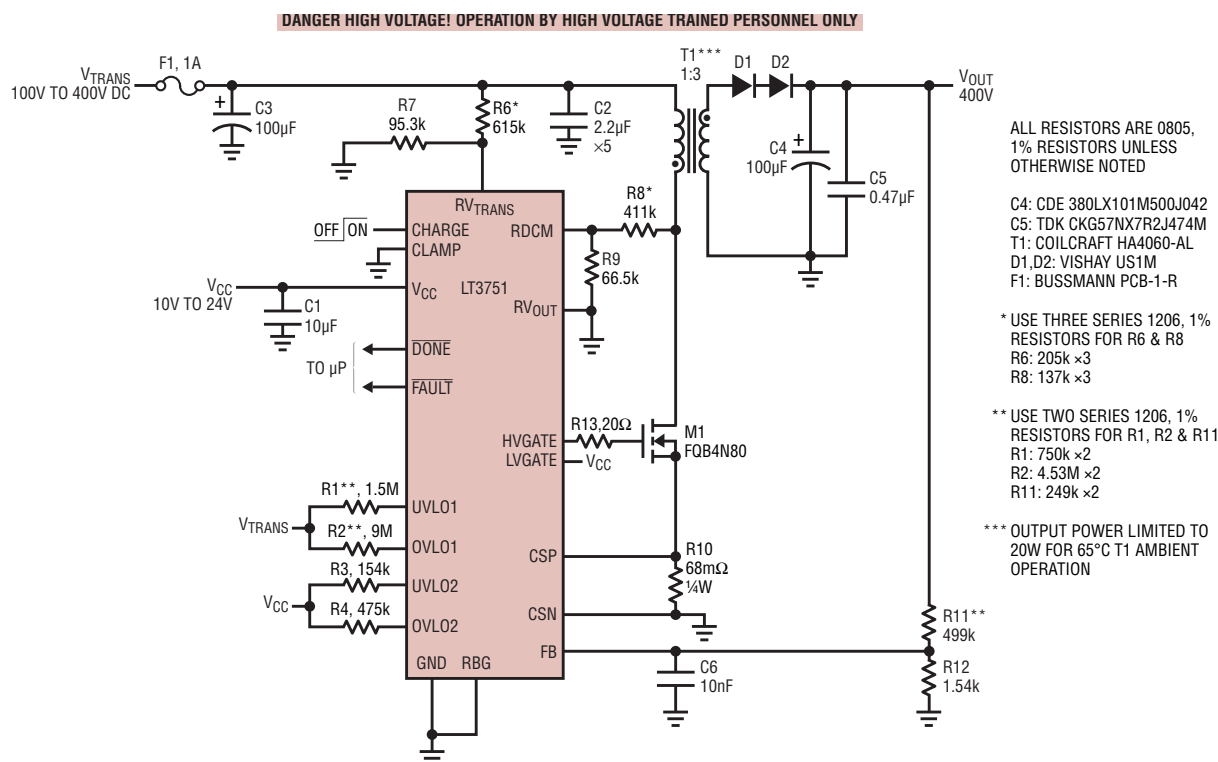 DANGER HIGH VOLTAGE! OPERATION BY HIGH VOLTAGE TRAINED PERSONNEL ONLY
VTRANS
100V TO 400V DC
F1, 1A
C3
100µF
R7
95.3k
R6*
615k
C2
2.2µF
×5
T1***
1:3
D1
D2
VOUT
400V
C4
100µF
C5
0.47µF
R8*
411k
R9
66.5k
OFF ON
VCC
10V TO 24V
C1
10µF
TO µP
RVTRANS
CHARGE
CLAMP
VCC
DONE
FAULT
LT3751
RDCM
RVOUT
HVGATE
LVGATE
R13,20Ω
VCC
M1
FQB4N80
VTRANS
R1**, 1.5M
R2**, 9M
VCC
R3, 154k
R4, 475k
UVLO1
OVLO1
UVLO2
OVLO2
CSP
CSN
FB
GND
RBG
R10
68mΩ
¼W
C6
10nF
R11**
499k
R12
1.54k
ALL RESISTORS ARE 0805,
1% RESISTORS UNLESS
OTHERWISE NOTED
C4: CDE 380LX101M500J042
C5: TDK CKG57NX7R2J474M
T1: COILCRAFT HA4060-AL
D1,D2: VISHAY US1M
F1: BUSSMANN PCB-1-R
* USE THREE SERIES 1206, 1%
RESISTORS FOR R6 & R8
R6: 205k ×3
R8: 137k ×3
** USE TWO SERIES 1206, 1%
RESISTORS FOR R1, R2 & R11
R1: 750k ×2
R2: 4.53M ×2
R11: 249k ×2
*** OUTPUT POWER LIMITED TO
20W FOR 65°C T1 AMBIENT
OPERATION